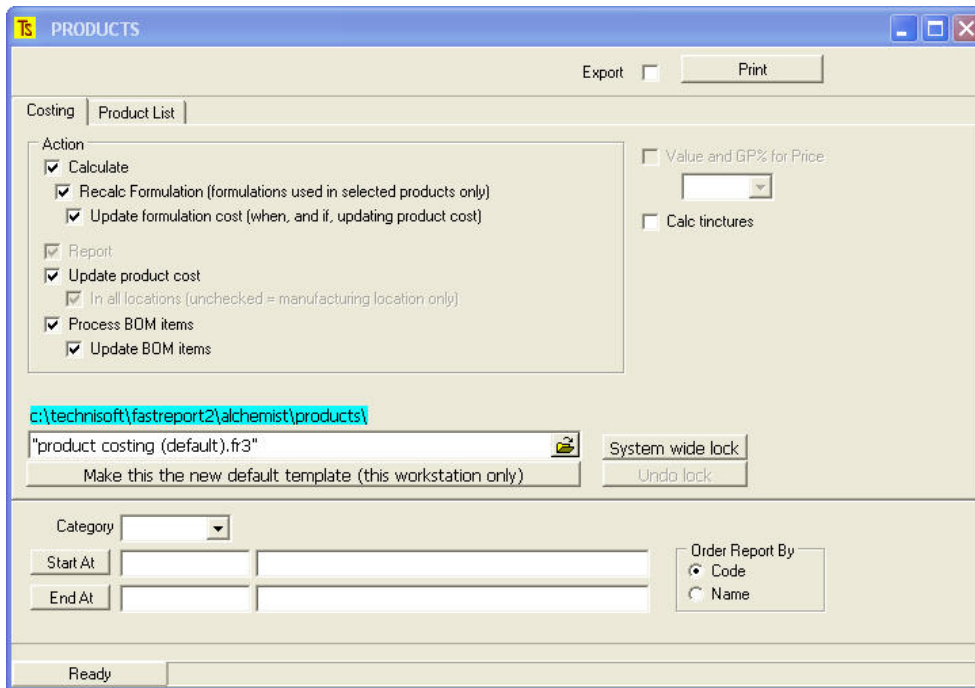 TS PRODUCTS
Export Print
Costing Product List
Action
Calculate
Value and GP% for Price
Recalc Formulation (formulations used in selected products only)
Update formulation cost (when, and if, updating product cost)
Calc tinctures
Report
Update product cost
In all locations (unchecked = manufacturing location only)
Process BOM items
Update BOM items
c:\technisoft\fastreport2\alchemist\products\
"product costing (default).fr3"
System wide lock
Make this the new default template (this workstation only)
Undo lock
Category
Order Report By
Start At
Code
End At
Name
Ready